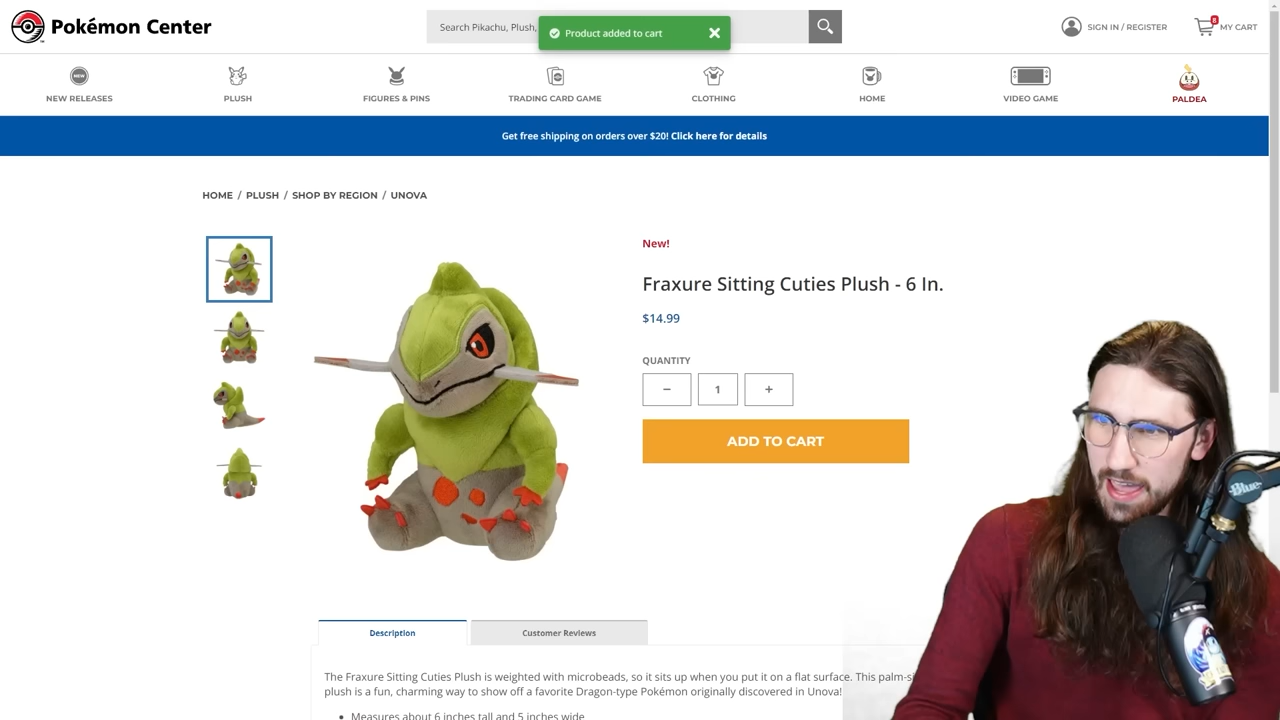 Pokémon Center
Search Pikachu, Plush,
Product added to cart
SIGN IN / REGISTER
8
MY CART
NEW
NEW RELEASES
PLUSH
FIGURES & PINS
TRADING CARD GAME
CLOTHING
HOME
VIDEO GAME
PALDEA
Get free shipping on orders over $20! Click here for details
HOME / PLUSH / SHOP BY REGION / UNOVA
New!
Fraxure Sitting Cuties Plush - 6 In.
$14.99
QUANTITY
− 1 +
ADD TO CART
Blue
Description
Customer Reviews
The Fraxure Sitting Cuties Plush is weighted with microbeads, so it sits up when you put it on a flat surface. This palm-si
plush is a fun, charming way to show off a favorite Dragon-type Pokémon originally discovered in Unova!
• Measures about 6 inches tall and 5 inches wide